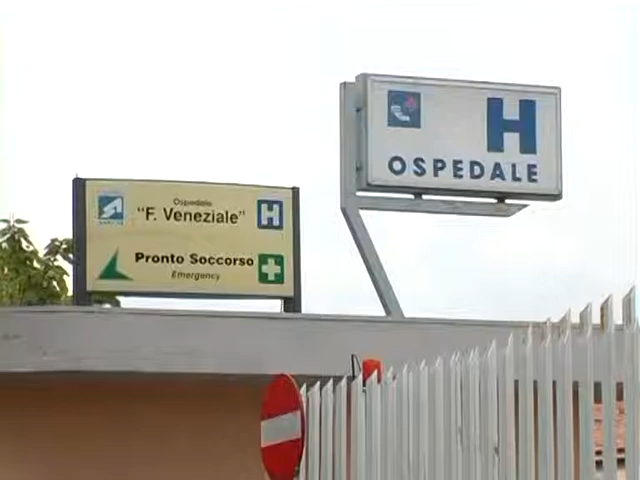 Ospedale
"F. Veneziale"
H
Pronto Soccorso
Emergency
H
OSPEDALE